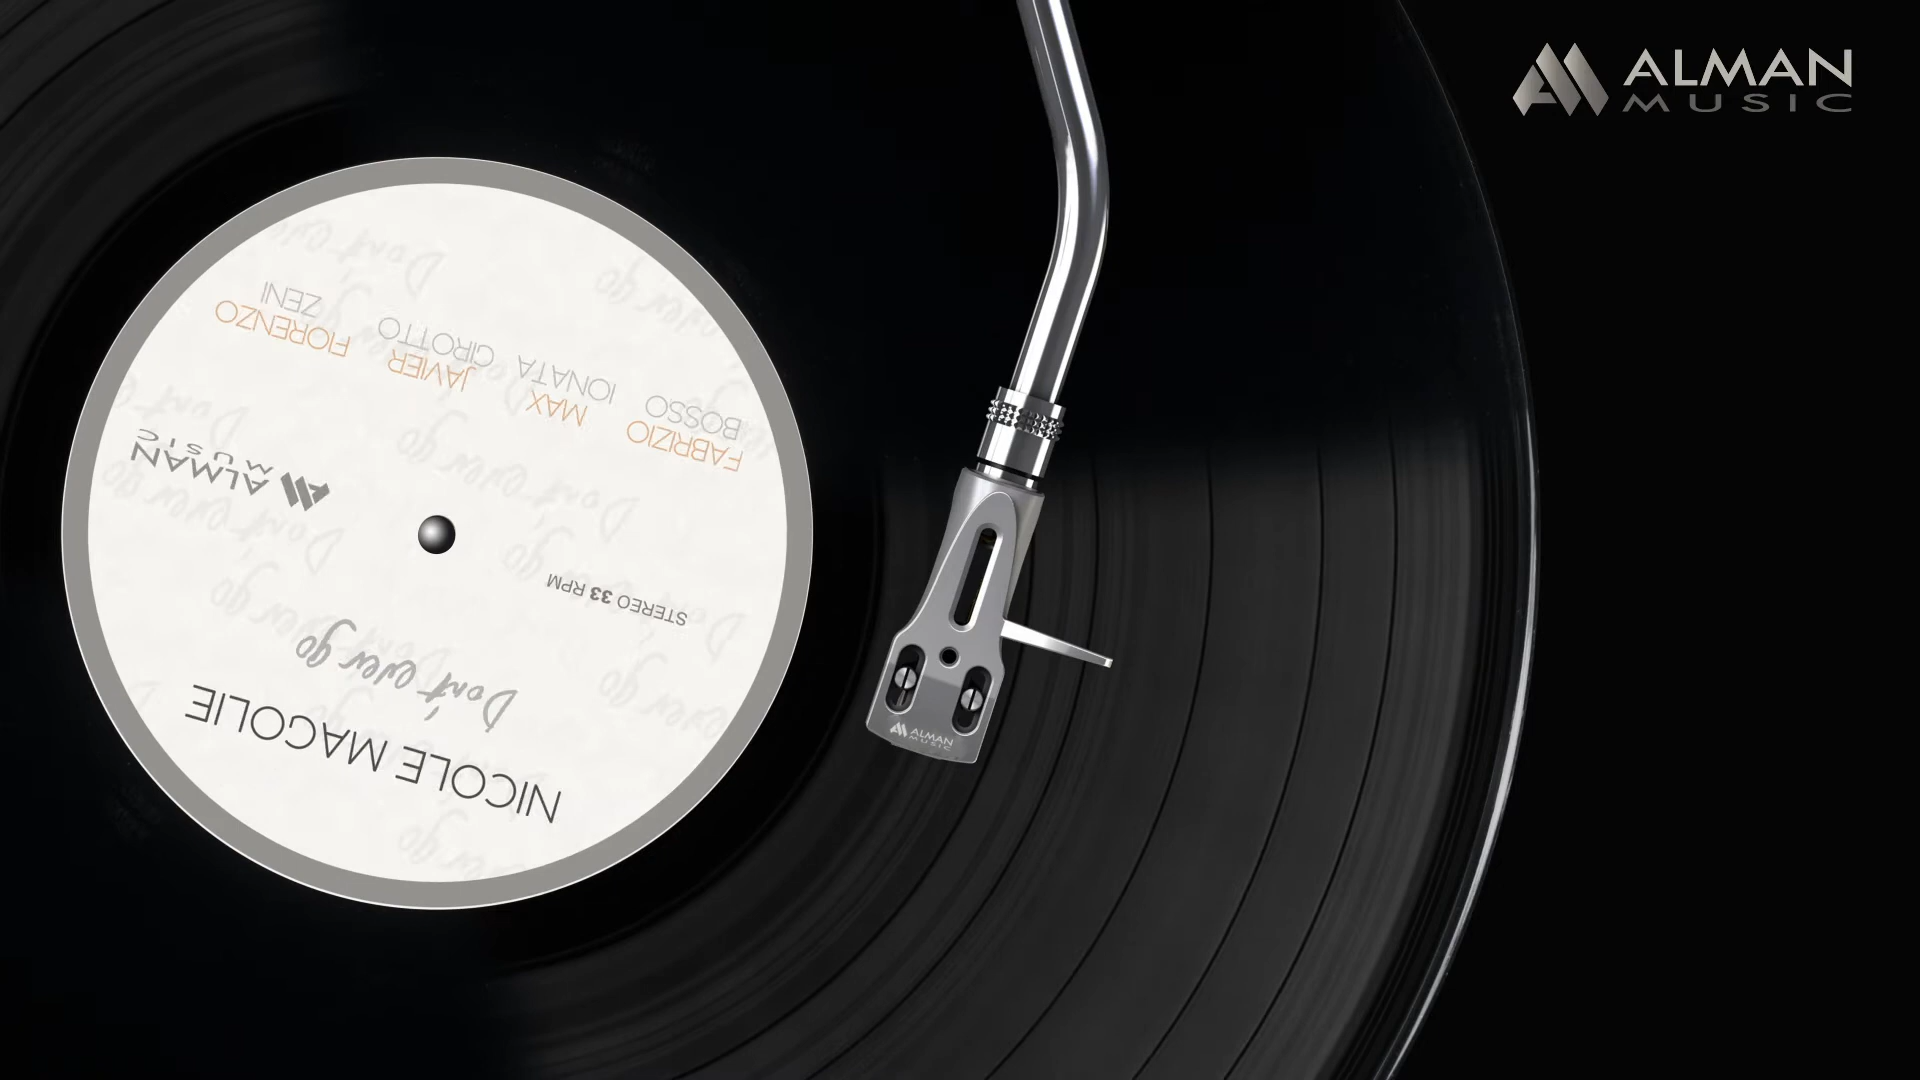 ALMAN
MUSIC
NICOLE MAGOLIE
Don't ever go
STEREO 33 RPM
ALMAN
MUSIC
FABRIZIO
BOSSO
MAX
IONATA
JAVIER
GIROTTO
FIORENZO
ZENI
ALMAN
MUSIC